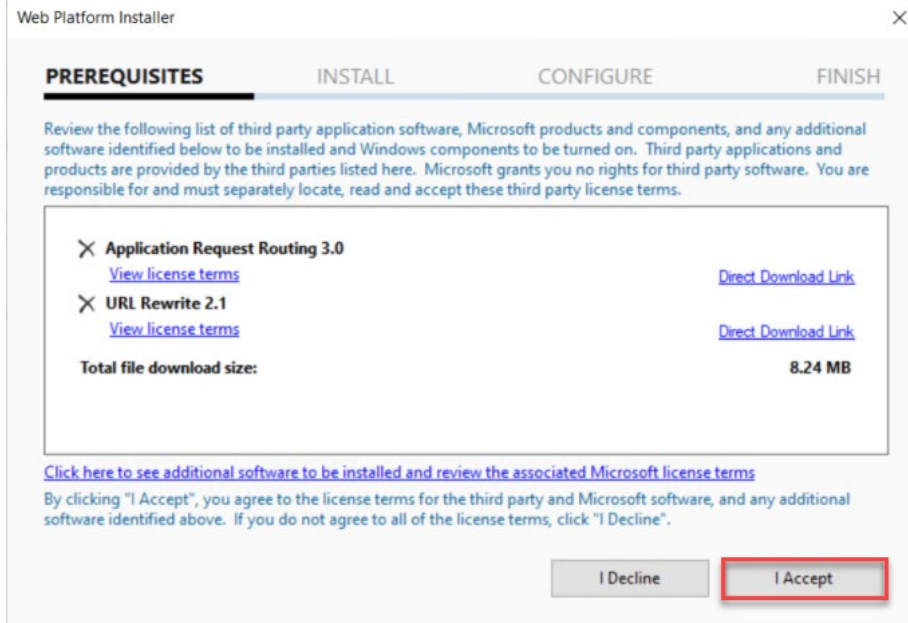 Web Platform Installer
PREREQUISITES INSTALL CONFIGURE FINISH
Review the following list of third party application software, Microsoft products and components, and any additional
software identified below to be installed and Windows components to be turned on. Third party applications and
products are provided by the third parties listed here. Microsoft grants you no rights for third party software. You are
responsible for and must separately locate, read and accept these third party license terms.
Application Request Routing 3.0
View license terms Direct Download Link
URL Rewrite 2.1
View license terms Direct Download Link
Total file download size: 8.24 MB
Click here to see additional software to be installed and review the associated Microsoft license terms
By clicking "I Accept", you agree to the license terms for the third party and Microsoft software, and any additional
software identified above. If you do not agree to all of the license terms, click "I Decline".
I Decline I Accept